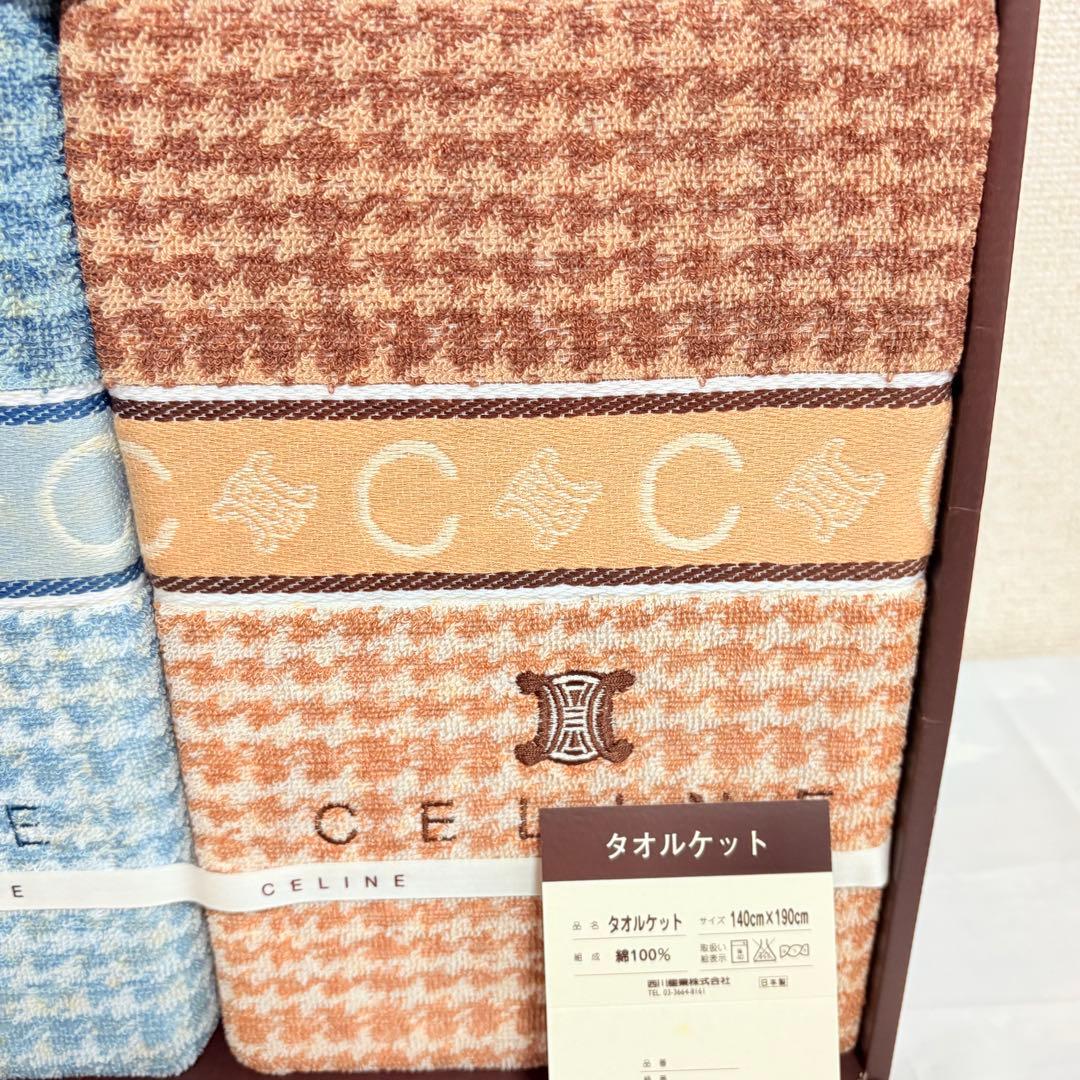 C C C
E CELINE
E CELINE
タオルケット
品名 タオルケット サイズ 140cm×190cm
組成 綿100% 取扱い絵表示
西川産業株式会社 日本製
TEL 03-3664-8161
品番